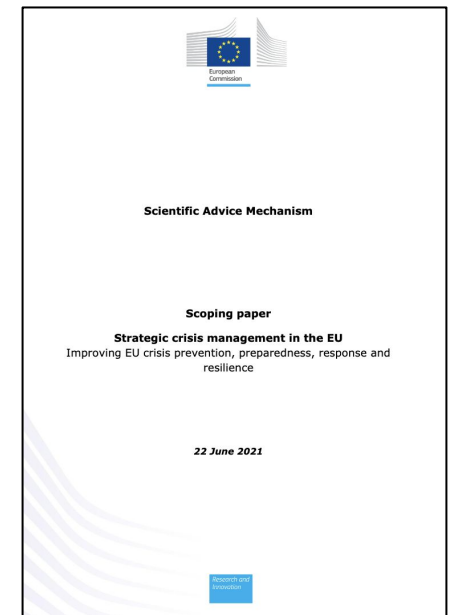 European
Commission
Scientific Advice Mechanism
Scoping paper
Strategic crisis management in the EU
Improving EU crisis prevention, preparedness, response and
resilience
22 June 2021
Research and
Innovation